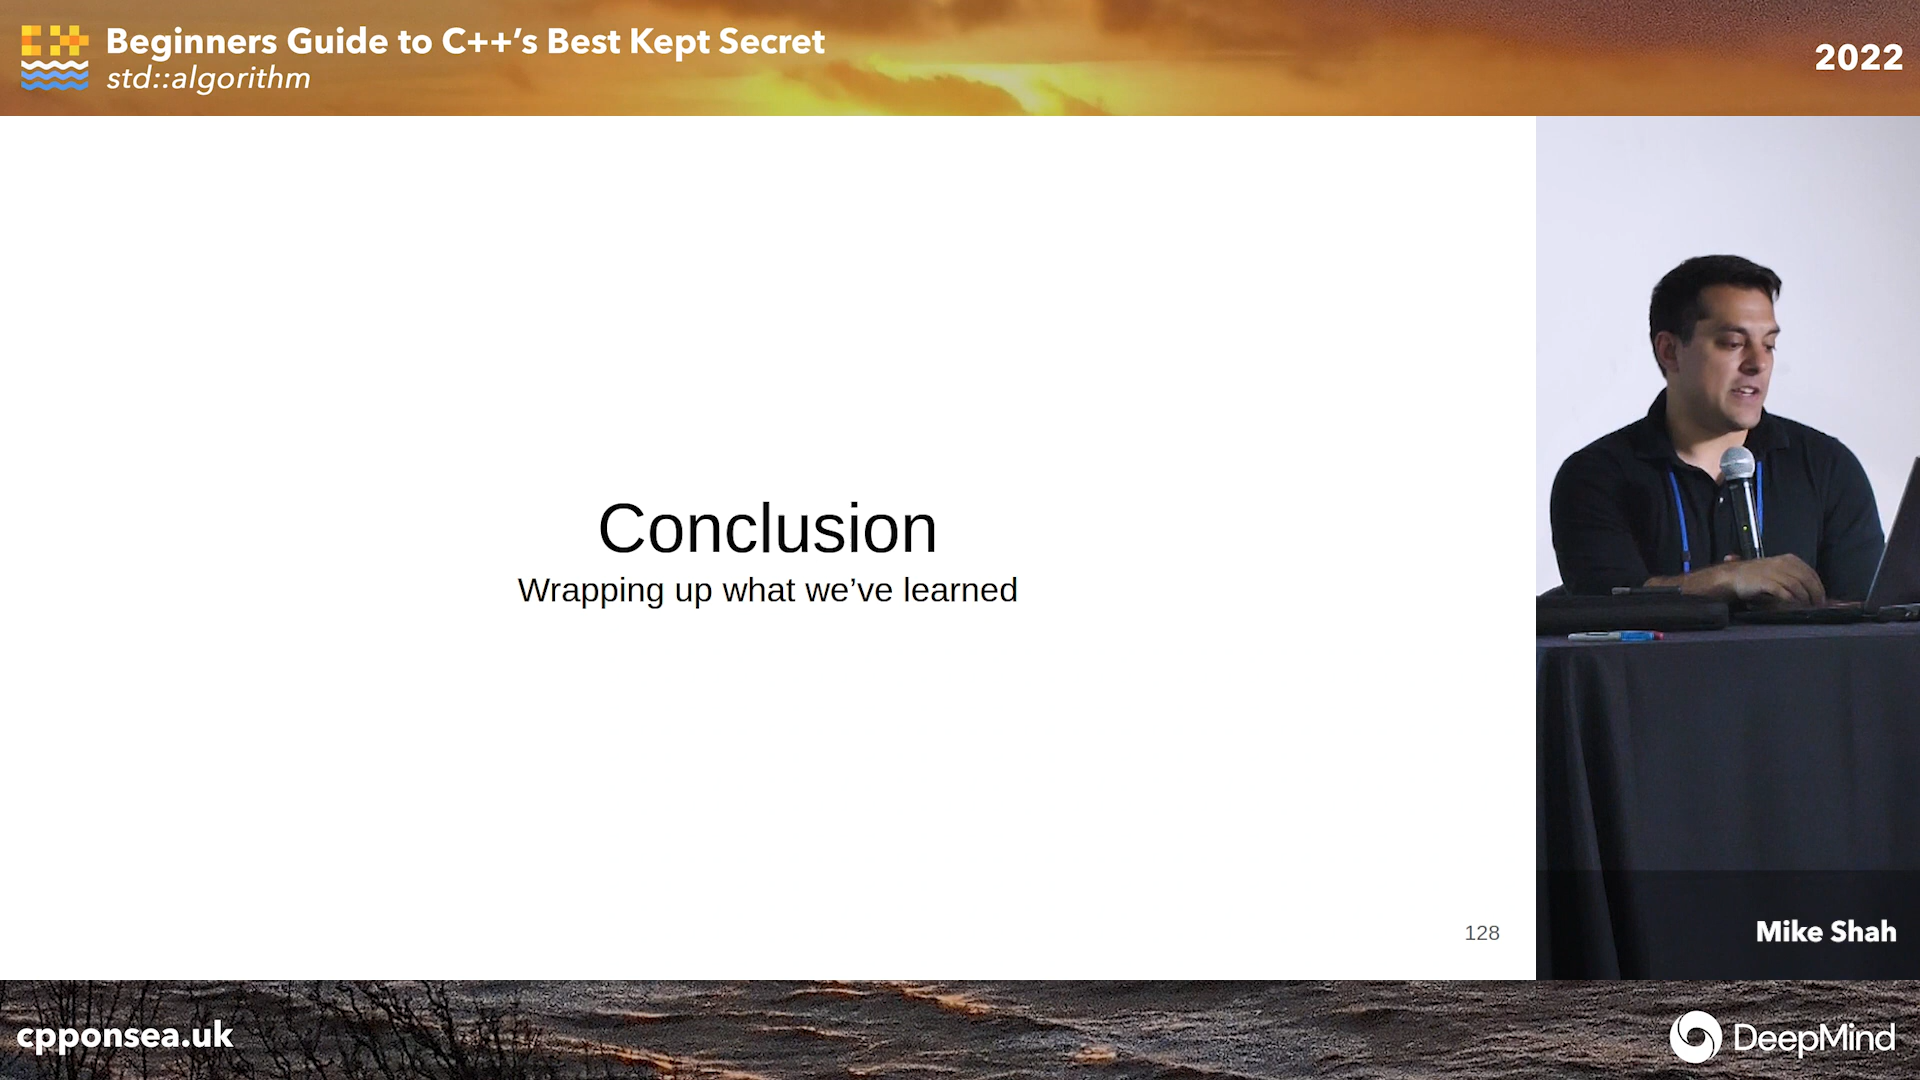 Beginners Guide to C++’s Best Kept Secret
std::algorithm
2022
Conclusion
Wrapping up what we’ve learned
128
Mike Shah
cpponsea.uk
DeepMind